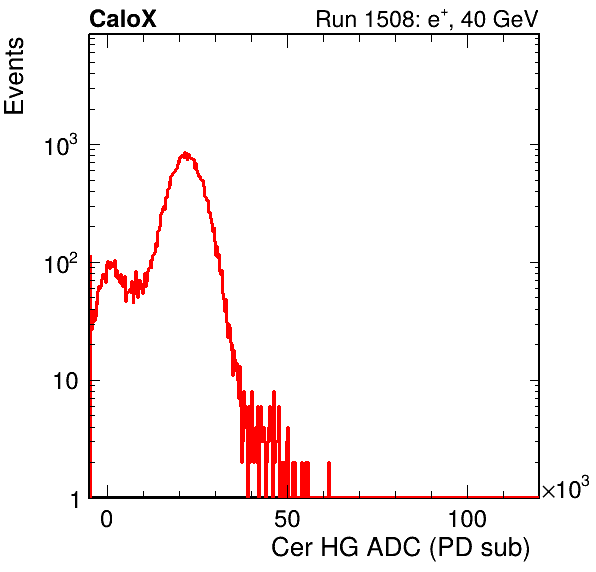 CaloX Run 1508: e⁺, 40 GeV
Events
10³
10²
10
1
0 50 100 ×10³
Cer HG ADC (PD sub)